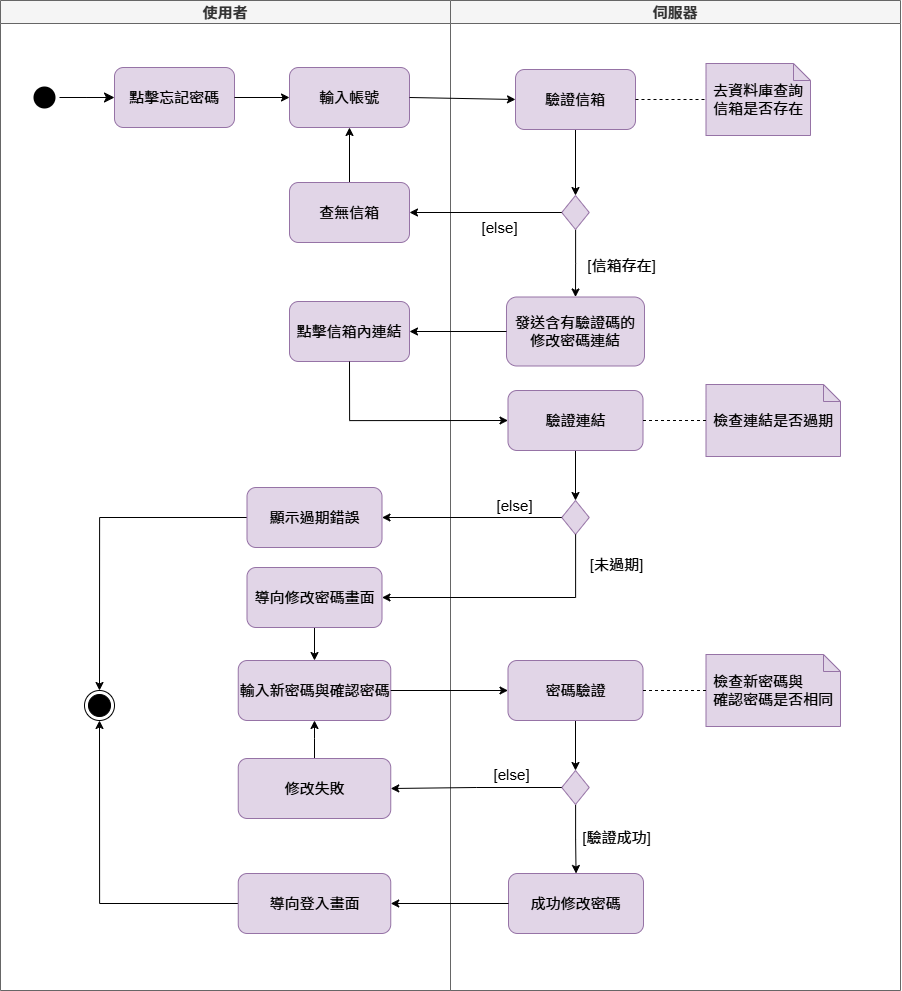 使用者
伺服器
點擊忘記密碼
輸入帳號
驗證信箱
去資料庫查詢
信箱是否存在
查無信箱
[else]
[信箱存在]
點擊信箱內連結
發送含有驗證碼的
修改密碼連結
驗證連結
檢查連結是否過期
顯示過期錯誤
[else]
[未過期]
導向修改密碼畫面
輸入新密碼與確認密碼
密碼驗證
檢查新密碼與
確認密碼是否相同
修改失敗
[else]
[驗證成功]
導向登入畫面
成功修改密碼